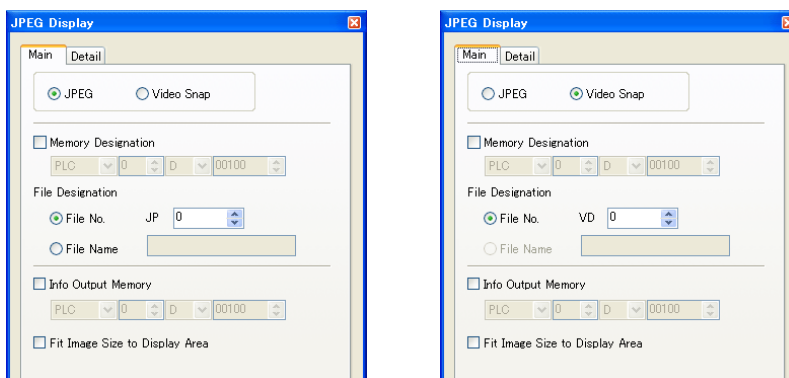 JPEG Display
Main Detail
JPEG Video Snap
Memory Designation
PLC 0 D 00100
File Designation
File No. JP 0
File Name
Info Output Memory
PLC 0 D 00100
Fit Image Size to Display Area
JPEG Display
Main Detail
JPEG Video Snap
Memory Designation
PLC 0 D 00100
File Designation
File No. VD 0
File Name
Info Output Memory
PLC 0 D 00100
Fit Image Size to Display Area